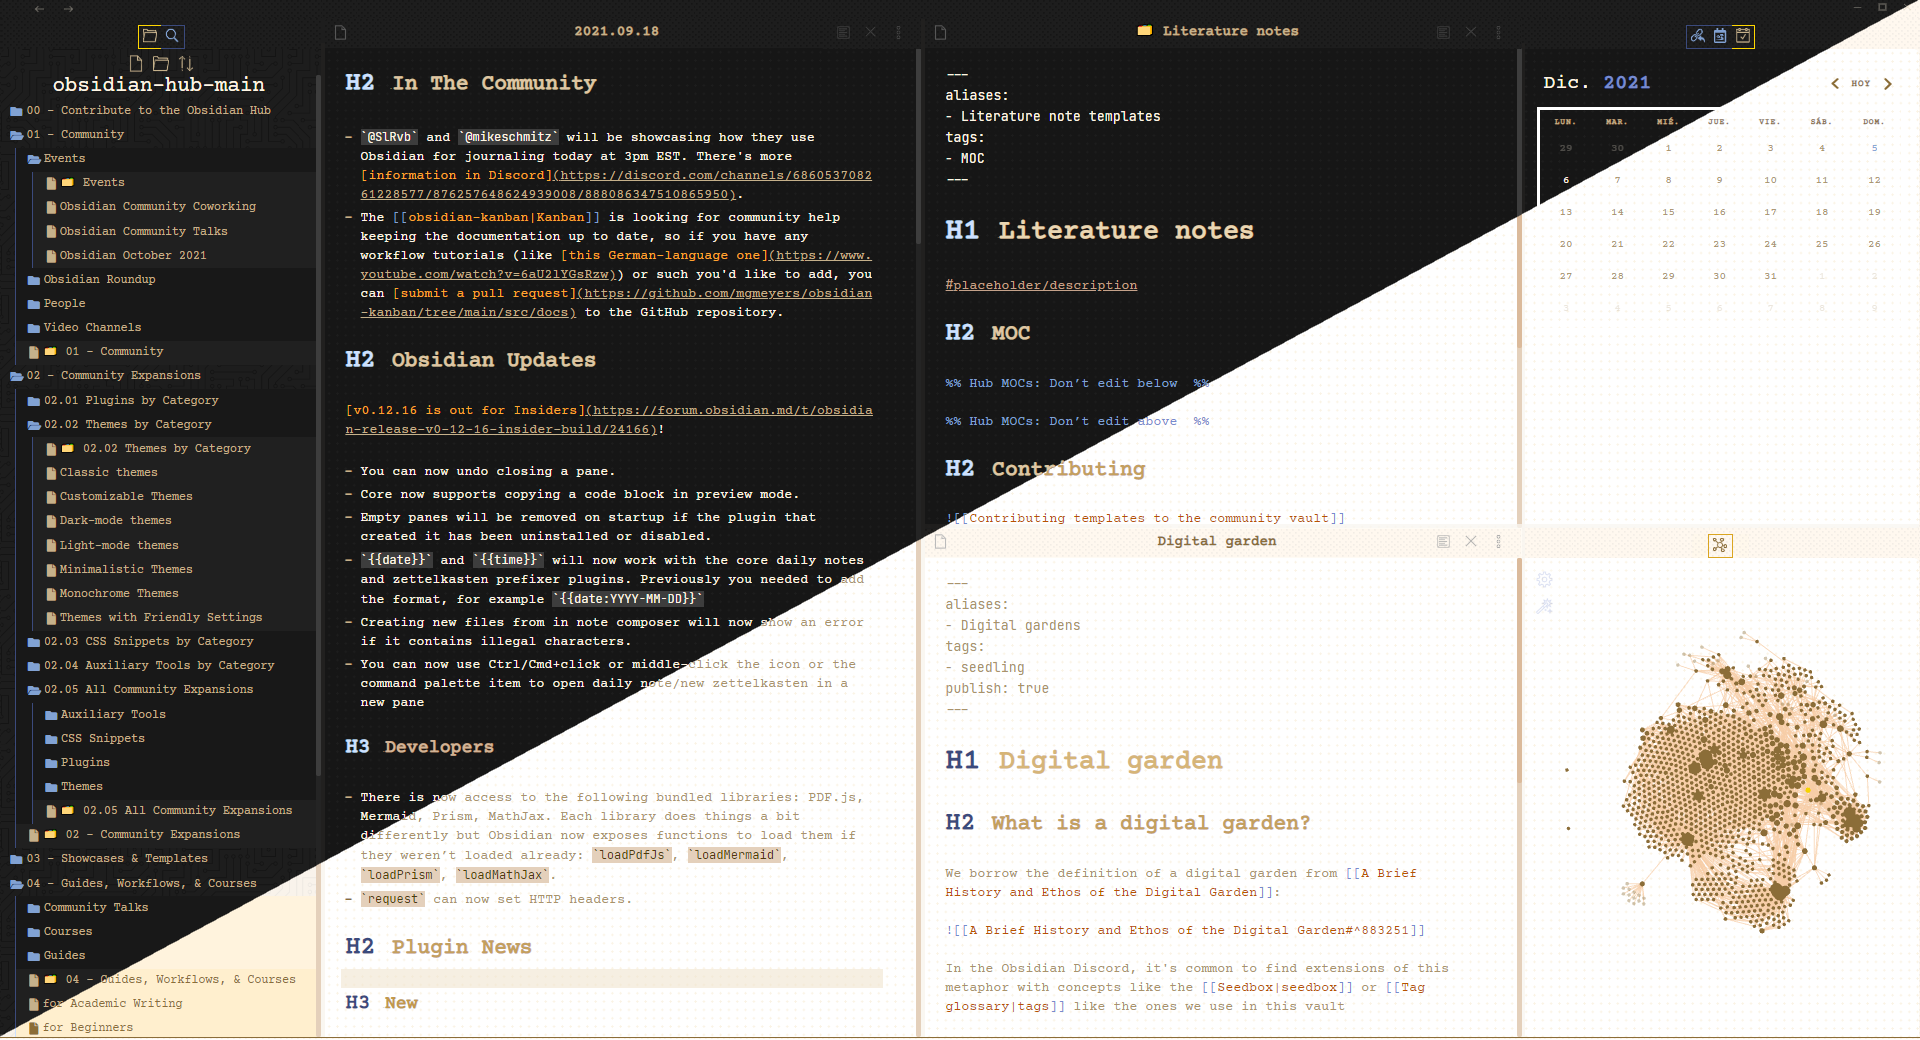 obsidian-hub-main
00 - Contribute to the Obsidian Hub
01 - Community
Events
Events
Obsidian Community Coworking
Obsidian Community Talks
Obsidian October 2021
Obsidian Roundup
People
Video Channels
01 - Community
02 - Community Expansions
02.01 Plugins by Category
02.02 Themes by Category
02.02 Themes by Category
Classic themes
Customizable Themes
Dark-mode themes
Light-mode themes
Minimalistic Themes
Monochrome Themes
Themes with Friendly Settings
02.03 CSS Snippets by Category
02.04 Auxiliary Tools by Category
02.05 All Community Expansions
Auxiliary Tools
CSS Snippets
Plugins
Themes
02.05 All Community Expansions
02 - Community Expansions
03 - Showcases & Templates
04 - Guides, Workflows, & Courses
Community Talks
Courses
Guides
04 - Guides, Workflows, & Courses
for Academic Writing
for Beginners
2021.09.18
H2 In The Community
- `@SlRvb` and `@mikeschmitz` will be showcasing how they use
Obsidian for journaling today at 3pm EST. There's more
[information in Discord](https://discord.com/channels/6860537082
61228577/876257648624939008/888086347510865950).
- The [[obsidian-kanban|Kanban]] is looking for community help
keeping the documentation up to date, so if you have any
workflow tutorials (like [this German-language one](https://www.
youtube.com/watch?v=6aU2lYGsRzw)) or such you'd like to add, you
can [submit a pull request](https://github.com/mgmeyers/obsidian
-kanban/tree/main/src/docs) to the GitHub repository.
H2 Obsidian Updates
[v0.12.16 is out for Insiders](https://forum.obsidian.md/t/obsidia
n-release-v0-12-16-insider-build/24166)!
- You can now undo closing a pane.
- Core now supports copying a code block in preview mode.
- Empty panes will be removed on startup if the plugin that
created it has been uninstalled or disabled.
- `{{date}}` and `{{time}}` will now work with the core daily notes
and zettelkasten prefixer plugins. Previously you needed to add
the format, for example `{{date:YYYY-MM-DD}}`
- Creating new files from in note composer will now show an error
if it contains illegal characters.
- You can now use Ctrl/Cmd+click or middle-click the icon or the
command palette item to open daily note/new zettelkasten in a
new pane
H3 Developers
- There is now access to the following bundled libraries: PDF.js,
Mermaid, Prism, MathJax. Each library does things a bit
differently but Obsidian now exposes functions to load them if
they weren't loaded already: `loadPdfJs`, `loadMermaid`,
`loadPrism`, `loadMathJax`.
- `request` can now set HTTP headers.
H2 Plugin News
H3 New
Literature notes
---
aliases:
- Literature note templates
tags:
- MOC
---
H1 Literature notes
#placeholder/description
H2 MOC
%% Hub MOCs: Don't edit below  %%
%% Hub MOCs: Don't edit above  %%
H2 Contributing
![[Contributing templates to the community vault]]
Digital garden
---
aliases:
- Digital gardens
tags:
- seedling
publish: true
---
H1 Digital garden
H2 What is a digital garden?
We borrow the definition of a digital garden from [[A Brief
History and Ethos of the Digital Garden]]:
![[A Brief History and Ethos of the Digital Garden#^883251]]
In the Obsidian Discord, it's common to find extensions of this
metaphor with concepts like the [[Seedbox|seedbox]] or [[Tag
glossary|tags]] like the ones we use in this vault
Dic. 2021
HOY
LUN. MAR. MIÉ. JUE. VIE. SÁB. DOM.
29 30 1 2 3 4 5
6 7 8 9 10 11 12
13 14 15 16 17 18 19
20 21 22 23 24 25 26
27 28 29 30 31 1 2
3 4 5 6 7 8 9